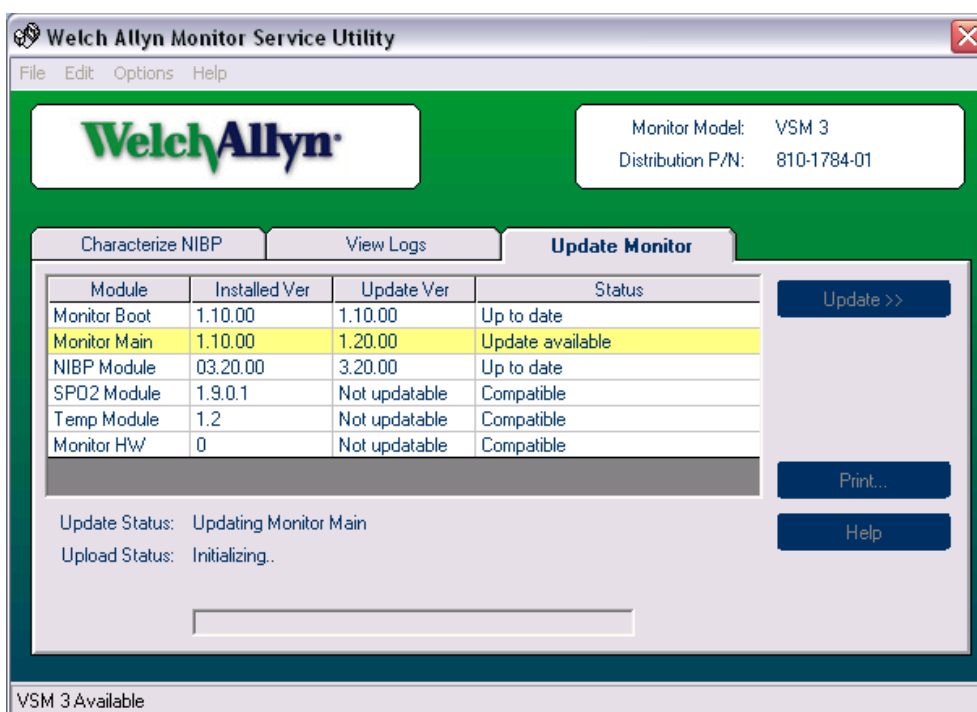 Welch Allyn Monitor Service Utility
File Edit Options Help
WelchAllyn
Monitor Model: VSM 3
Distribution P/N: 810-1784-01
Characterize NIBP View Logs Update Monitor
Module Installed Ver Update Ver Status
Monitor Boot 1.10.00 1.10.00 Up to date
Monitor Main 1.10.00 1.20.00 Update available
NIBP Module 03.20.00 3.20.00 Up to date
SPO2 Module 1.9.0.1 Not updatable Compatible
Temp Module 1.2 Not updatable Compatible
Monitor HW 0 Not updatable Compatible
Update >>
Print...
Help
Update Status: Updating Monitor Main
Upload Status: Initializing..
VSM 3 Available